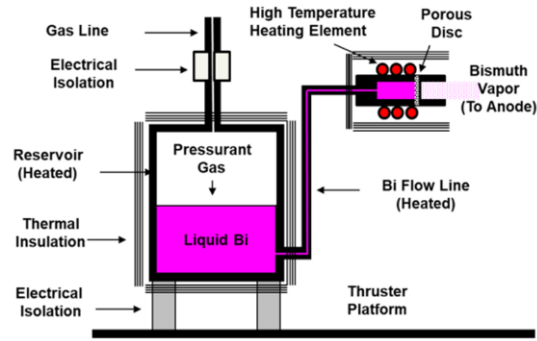 Gas Line
Electrical
Isolation
High Temperature
Heating Element
Porous
Disc
Bismuth
Vapor
(To Anode)
Reservoir
(Heated)
Pressurant
Gas
Bi Flow Line
(Heated)
Thermal
Insulation
Liquid Bi
Electrical
Isolation
Thruster
Platform